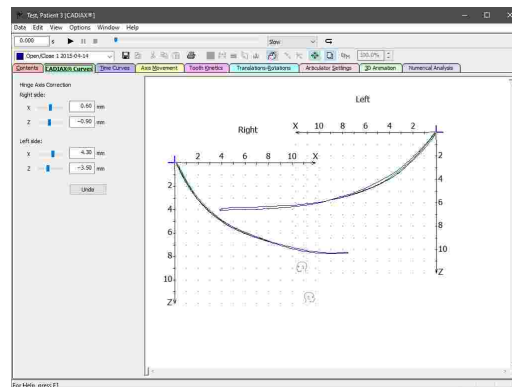 Test, Patient 3 [CADIAX®]
Data Edit View Options Window Help
0.000 s Slow
Open/Close 1 2015-04-14 100.0%
Contents CADIAX® Curves Time Curves Axis Movement Tooth Kinetics Translations-Rotations Articulator Settings 3D Animation Numerical Analysis
Hinge Axis Correction
Right side:
X 0.60 mm
Z -0.90 mm
Left side:
X 4.30 mm
Z -3.50 mm
Undo
Left
Right
X 10 8 6 4 2
2 4 6 8 10 X
2
4
6
8
10
Z
2
4
6
8
10
Z
For Help, press F1